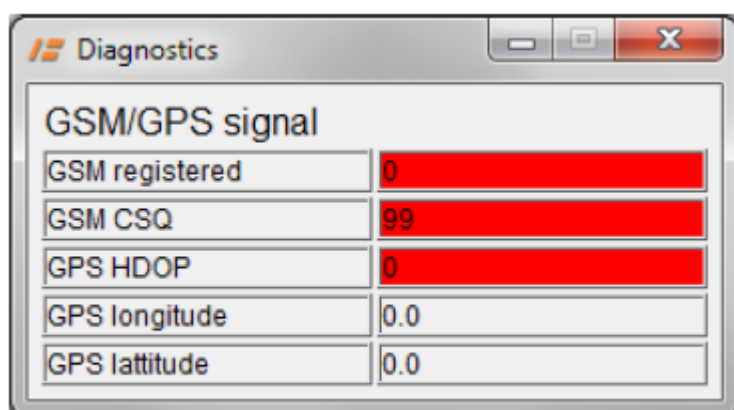 Diagnostics
GSM/GPS signal
GSM registered 0
GSM CSQ 99
GPS HDOP 0
GPS longitude 0.0
GPS lattitude 0.0